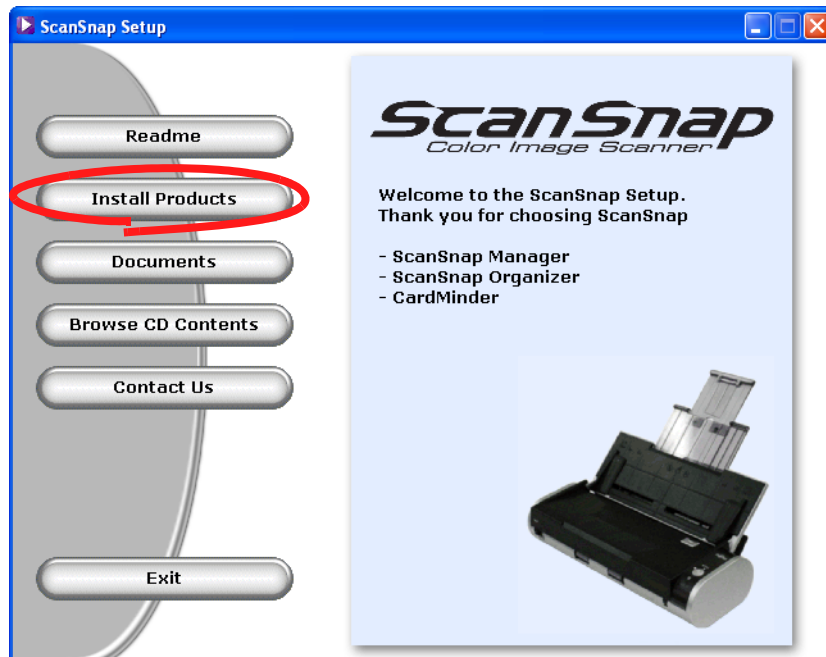 ScanSnap Setup
Readme
Install Products
Documents
Browse CD Contents
Contact Us
Exit
ScanSnap
Color Image Scanner
Welcome to the ScanSnap Setup.
Thank you for choosing ScanSnap
- ScanSnap Manager
- ScanSnap Organizer
- CardMinder